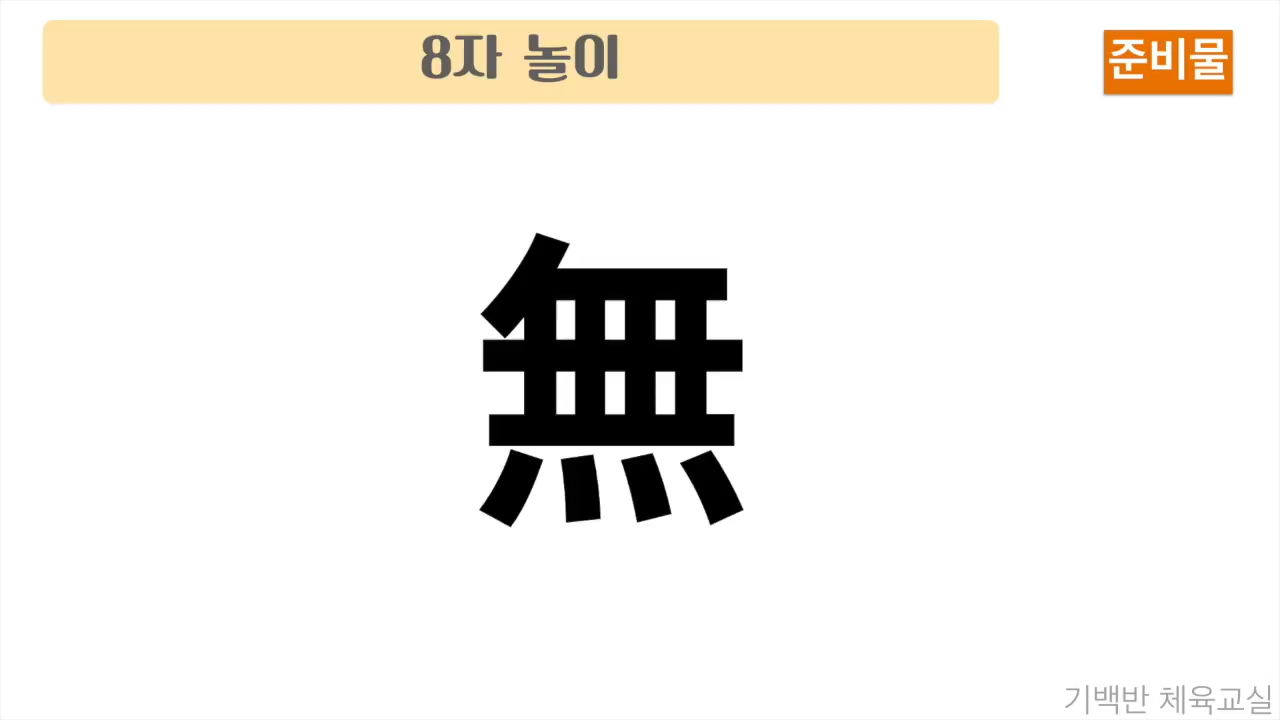 8자 놀이
준비물
無
기백반 체육교실